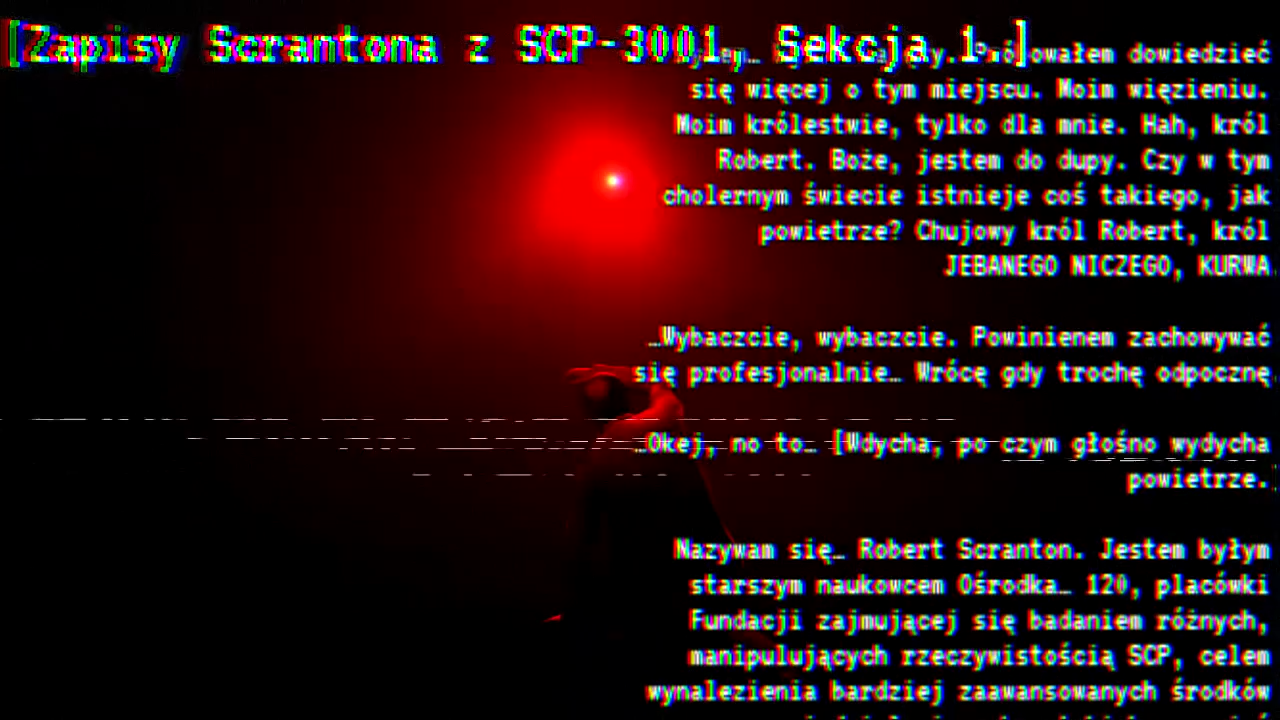 [Zapisy Scrantona z SCP-3001, Sekcja 1.]
dowiedzieć
się więcej o tym miejscu. Moim więzieniu.
Moim królestwie, tylko dla mnie. Hah, król
Robert. Boże, jestem do dupy. Czy w tym
cholernym świecie istnieje coś takiego, jak
powietrze? Chujowy król Robert, król
JEBANEGO NICZEGO, KURWA
…Wybaczcie, wybaczcie. Powinienem zachowywać
się profesjonalnie… Wrócę gdy trochę odpocznę
…Okej, no to… [Wdycha, po czym głośno wydycha
powietrze.
Nazywam się… Robert Scranton. Jestem byłym
starszym naukowcem Ośrodka… 120, placówki
Fundacji zajmującej się badaniem różnych,
manipulujących rzeczywistością SCP, celem
wynalezienia bardziej zaawansowanych środków